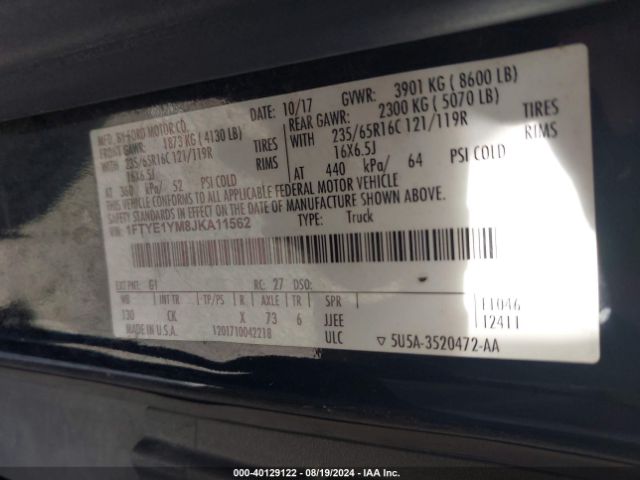 MFD. BY FORD MOTOR CO.
DATE: 10/17 GVWR: 3901 KG ( 8600 LB)
FRONT GAWR: 1873 KG ( 4130 LB)
REAR GAWR: 2300 KG ( 5070 LB)
WITH 235/65R16C 121/119R TIRES
WITH 235/65R16C 121/119R TIRES
16X6.5J RIMS
16X6.5J RIMS
AT 360 kPa/ 52 PSI COLD
AT 440 kPa/ 64 PSI COLD
THIS VEHICLE CONFORMS TO ALL APPLICABLE FEDERAL MOTOR VEHICLE
SAFETY STANDARDS IN EFFECT ON THE DATE OF MANUFACTURE SHOWN ABOVE.
1FTYE1YM8JKA11562
TYPE: Truck
EXT PNT: G1 RC: 27 DSO:
WB INT TR TP/PS R AXLE TR SPR
130 CK X 73 6 JJEE
11046
12411
MADE IN U.S.A. 1201710042218 ULC
▽ 5U5A-3520472-AA
000-40129122 - 08/19/2024 - IAA Inc.